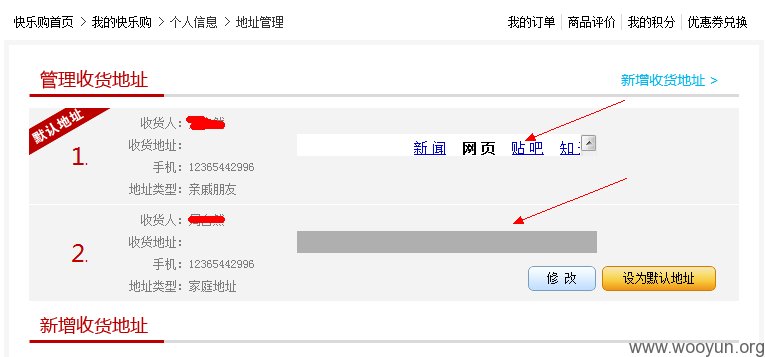 快乐购首页 > 我的快乐购 > 个人信息 > 地址管理
我的订单 | 商品评价 | 我的积分 | 优惠券兑换
管理收货地址
新增收货地址 >
默认地址
1.
收货人:
收货地址:
新闻 网页 贴吧
手机: 12365442996
地址类型: 亲戚朋友
2.
收货人:
收货地址:
手机: 12365442996
地址类型: 家庭地址
修 改
设为默认地址
新增收货地址
www.wooyun.org